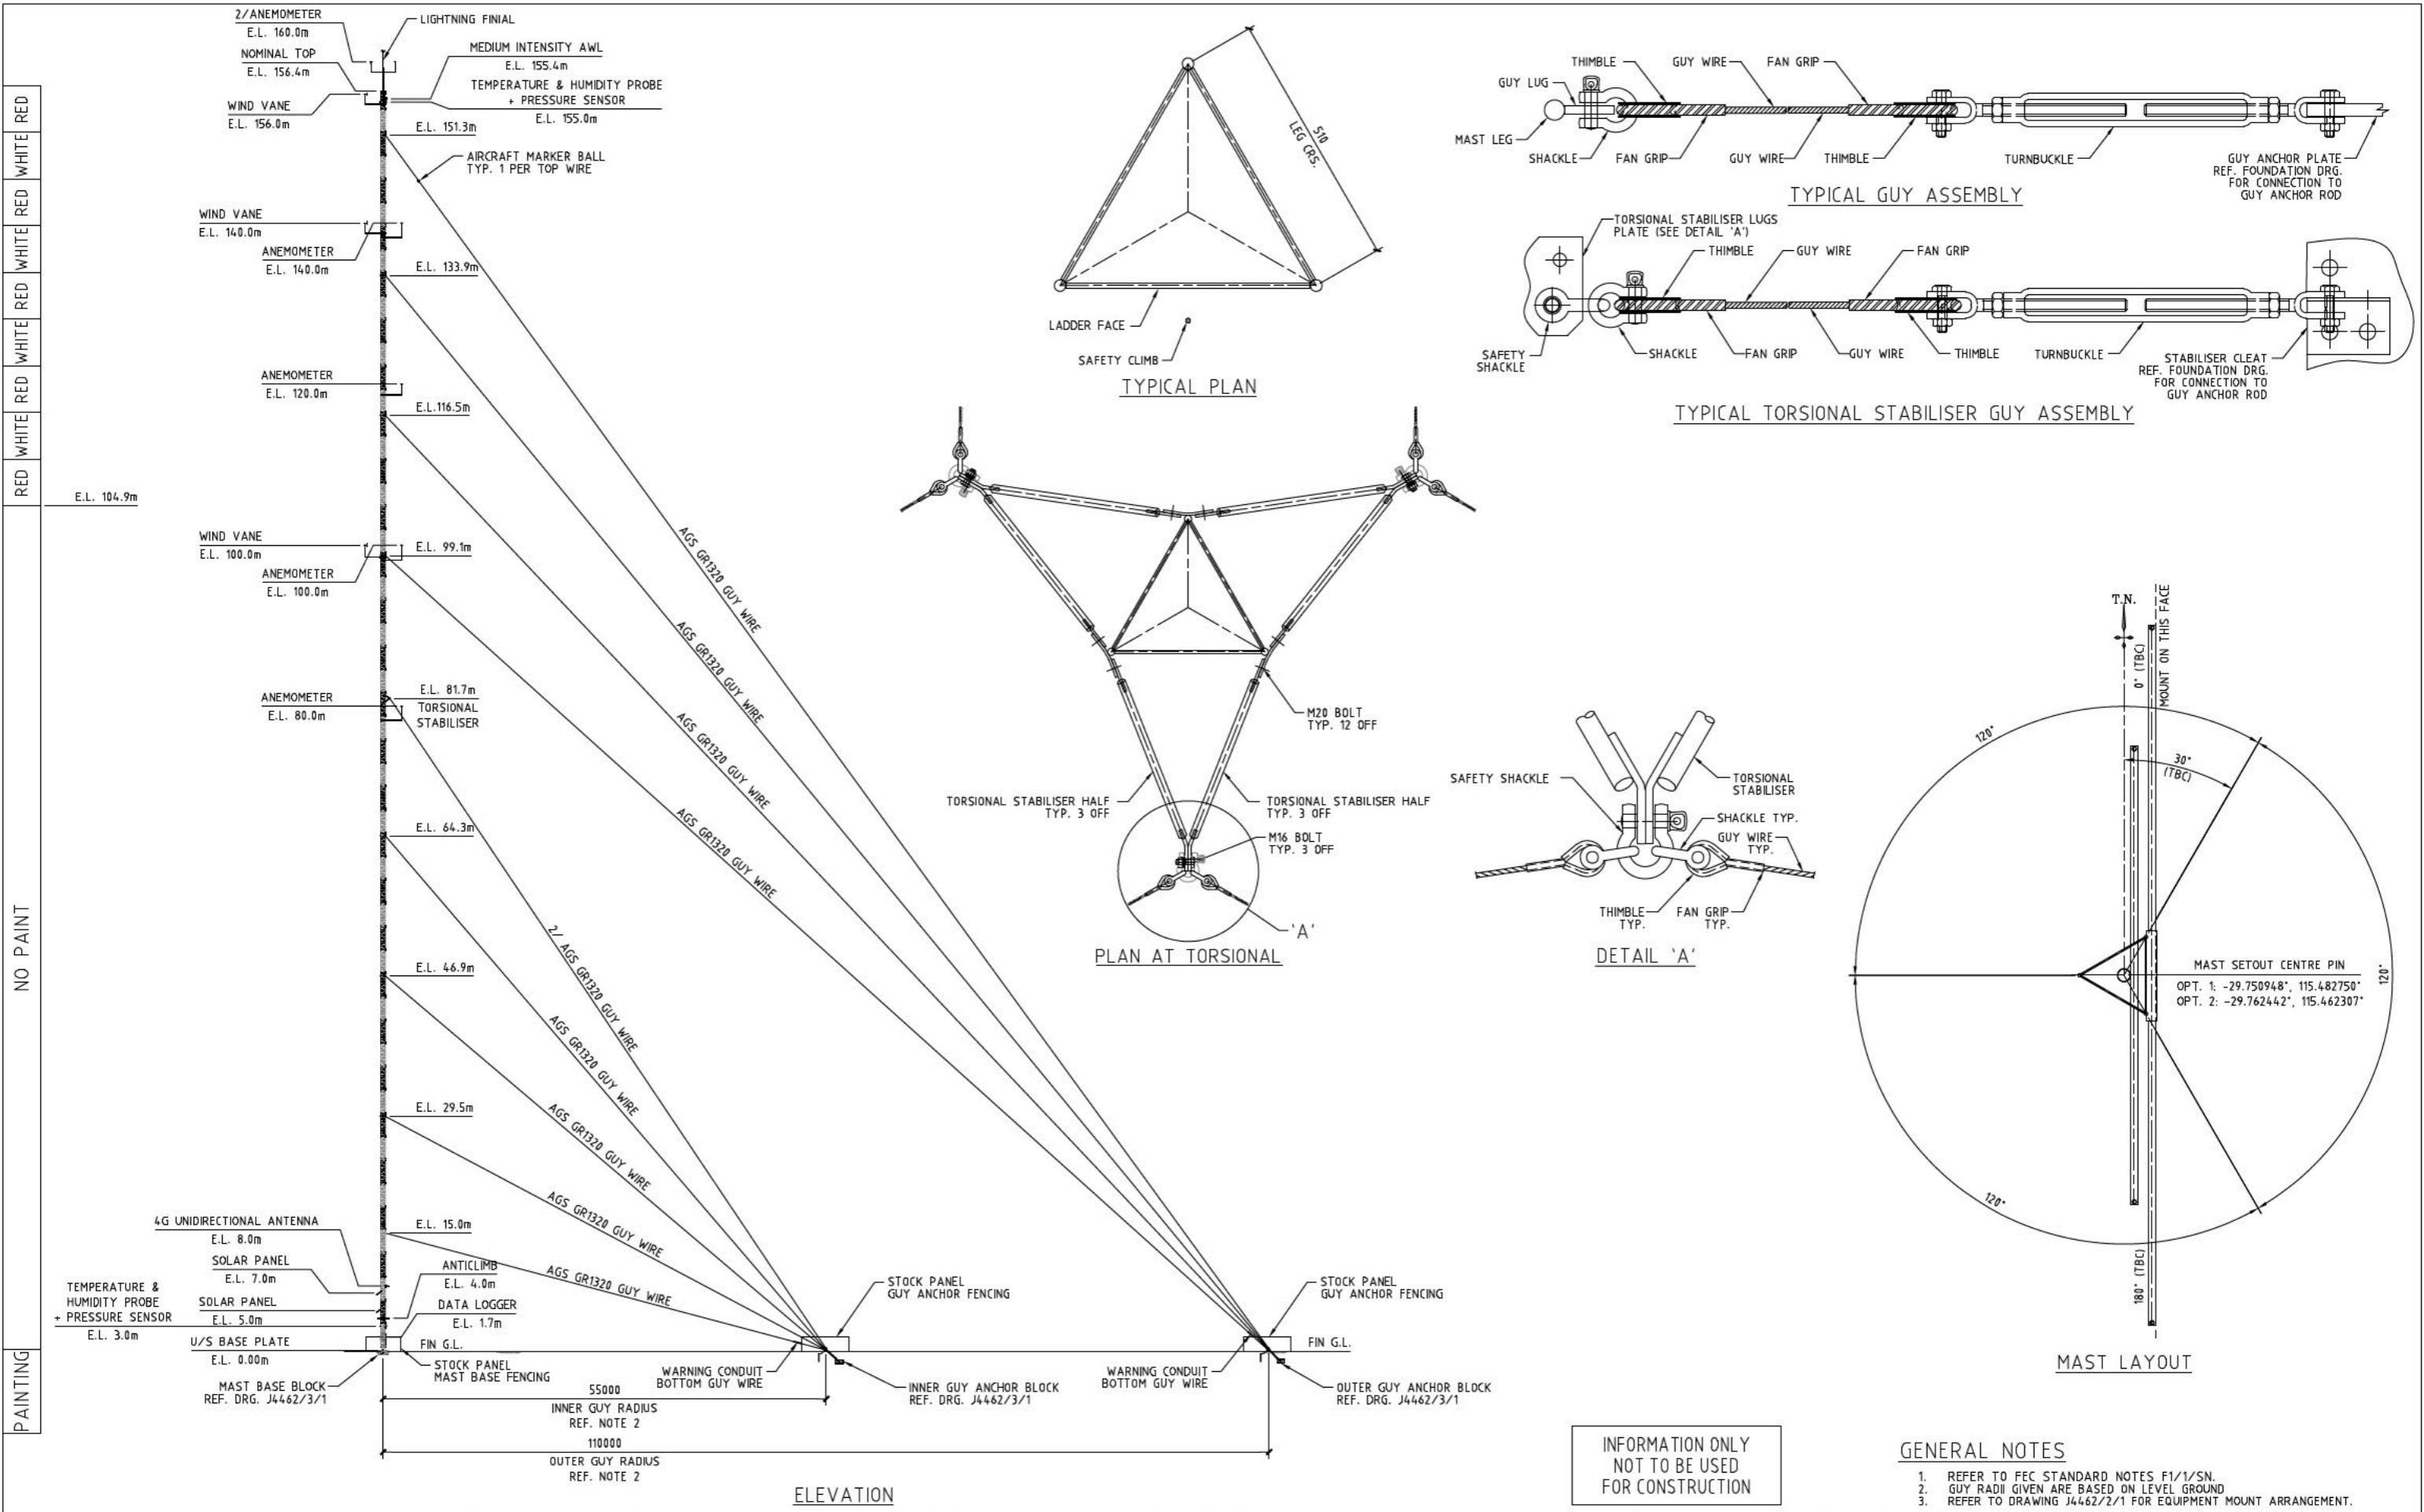 2/ANEMOMETER
E.L. 160.0m
NOMINAL TOP
E.L. 156.4m
WIND VANE
E.L. 156.0m
LIGHTNING FINIAL
MEDIUM INTENSITY AWL
E.L. 155.4m
TEMPERATURE & HUMIDITY PROBE
+ PRESSURE SENSOR
E.L. 155.0m
E.L. 151.3m
AIRCRAFT MARKER BALL
TYP. 1 PER TOP WIRE
WIND VANE
E.L. 140.0m
ANEMOMETER
E.L. 140.0m
E.L. 133.9m
ANEMOMETER
E.L. 120.0m
E.L.116.5m
E.L. 104.9m
WIND VANE
E.L. 100.0m
ANEMOMETER
E.L. 100.0m
E.L. 99.1m
ANEMOMETER
E.L. 80.0m
E.L. 81.7m
TORSIONAL
STABILISER
E.L. 64.3m
E.L. 46.9m
E.L. 29.5m
E.L. 15.0m
4G UNIDIRECTIONAL ANTENNA
E.L. 8.0m
SOLAR PANEL
E.L. 7.0m
SOLAR PANEL
E.L. 5.0m
TEMPERATURE &
HUMIDITY PROBE
+ PRESSURE SENSOR
E.L. 3.0m
U/S BASE PLATE
E.L. 0.00m
MAST BASE BLOCK
REF. DRG. J4462/3/1
ANTICLIMB
E.L. 4.0m
DATA LOGGER
E.L. 1.7m
FIN G.L.
STOCK PANEL
MAST BASE FENCING
RED
WHITE
RED
WHITE
RED
WHITE
RED
WHITE
RED
NO PAINT
PAINTING
AGS GR1320 GUY WIRE
AGS GR1320 GUY WIRE
AGS GR1320 GUY WIRE
AGS GR1320 GUY WIRE
2/ AGS GR1320 GUY WIRE
AGS GR1320 GUY WIRE
AGS GR1320 GUY WIRE
AGS GR1320 GUY WIRE
AGS GR1320 GUY WIRE
STOCK PANEL
GUY ANCHOR FENCING
WARNING CONDUIT
BOTTOM GUY WIRE
INNER GUY ANCHOR BLOCK
REF. DRG. J4462/3/1
STOCK PANEL
GUY ANCHOR FENCING
FIN G.L.
WARNING CONDUIT
BOTTOM GUY WIRE
OUTER GUY ANCHOR BLOCK
REF. DRG. J4462/3/1
55000
INNER GUY RADIUS
REF. NOTE 2
110000
OUTER GUY RADIUS
REF. NOTE 2
ELEVATION
510
LEG CRS.
LADDER FACE
SAFETY CLIMB
TYPICAL PLAN
M20 BOLT
TYP. 12 OFF
TORSIONAL STABILISER HALF
TYP. 3 OFF
TORSIONAL STABILISER HALF
TYP. 3 OFF
M16 BOLT
TYP. 3 OFF
'A'
PLAN AT TORSIONAL
THIMBLE
GUY WIRE
FAN GRIP
GUY LUG
MAST LEG
SHACKLE
FAN GRIP
GUY WIRE
THIMBLE
TURNBUCKLE
GUY ANCHOR PLATE
REF. FOUNDATION DRG.
FOR CONNECTION TO
GUY ANCHOR ROD
TYPICAL GUY ASSEMBLY
TORSIONAL STABILISER LUGS
PLATE (SEE DETAIL 'A')
THIMBLE
GUY WIRE
FAN GRIP
SAFETY
SHACKLE
SHACKLE
FAN GRIP
GUY WIRE
THIMBLE
TURNBUCKLE
STABILISER CLEAT
REF. FOUNDATION DRG.
FOR CONNECTION TO
GUY ANCHOR ROD
TYPICAL TORSIONAL STABILISER GUY ASSEMBLY
SAFETY SHACKLE
TORSIONAL
STABILISER
SHACKLE TYP.
GUY WIRE
TYP.
THIMBLE
TYP.
FAN GRIP
TYP.
DETAIL 'A'
T.N.
0° (TBC)
MOUNT ON THIS FACE
120°
30°
(TBC)
MAST SETOUT CENTRE PIN
OPT. 1: -29.750948°, 115.482750°
OPT. 2: -29.762442°, 115.462307°
120°
120°
180° (TBC)
MAST LAYOUT
INFORMATION ONLY
NOT TO BE USED
FOR CONSTRUCTION
GENERAL NOTES
1. REFER TO FEC STANDARD NOTES F1/1/SN.
2. GUY RADII GIVEN ARE BASED ON LEVEL GROUND
3. REFER TO DRAWING J4462/2/1 FOR EQUIPMENT MOUNT ARRANGEMENT.